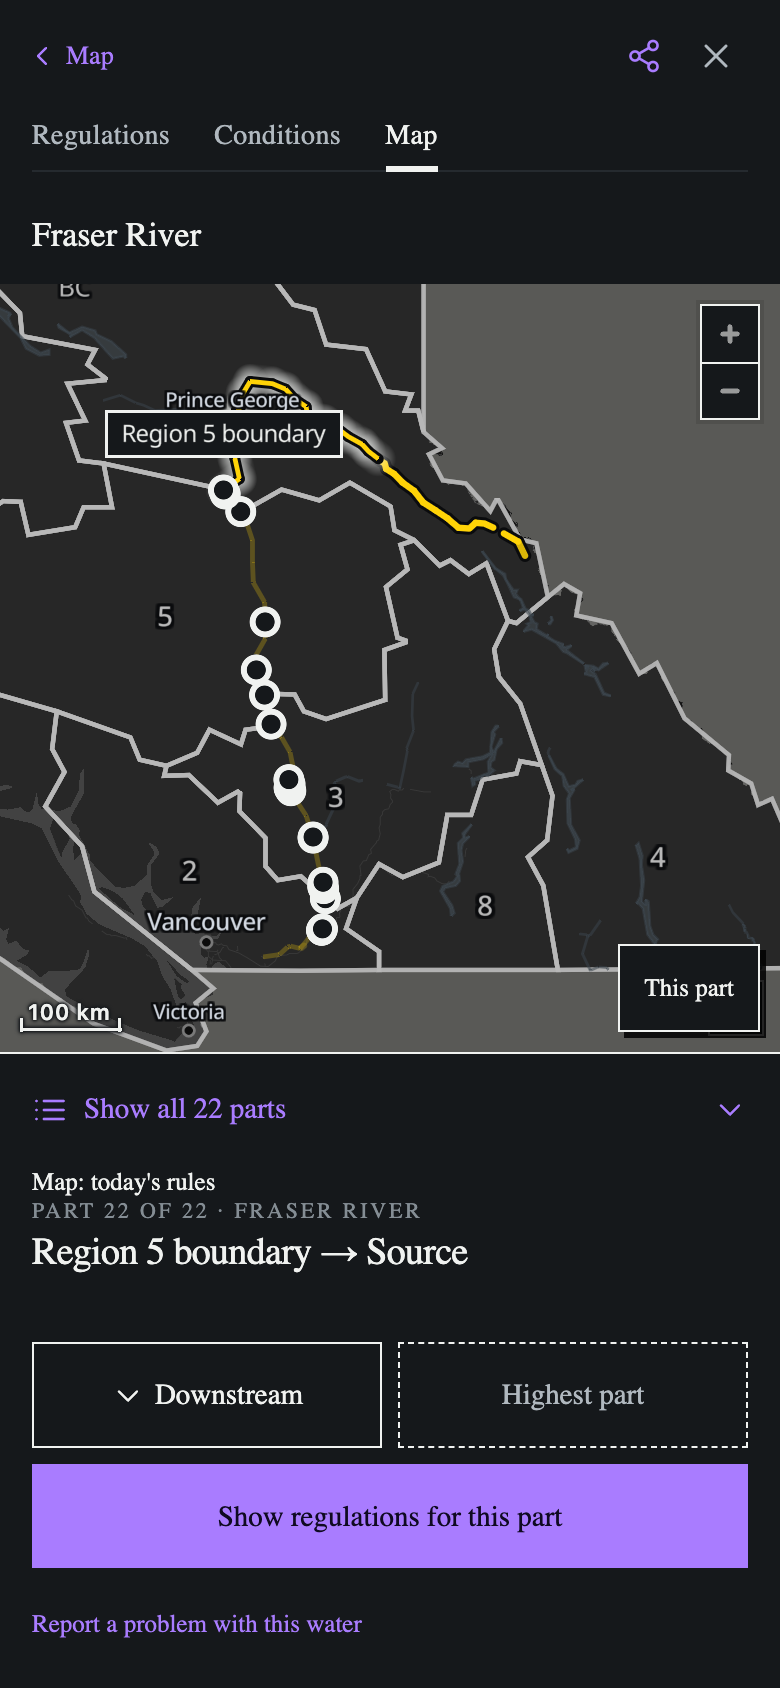 Map
Regulations Conditions Map
Fraser River
BC
Prince George
Region 5 boundary
5
3
2
4
8
Vancouver
This part
100 km
Victoria
Show all 22 parts
Map: today's rules
PART 22 OF 22 · FRASER RIVER
Region 5 boundary → Source
Downstream
Highest part
Show regulations for this part
Report a problem with this water